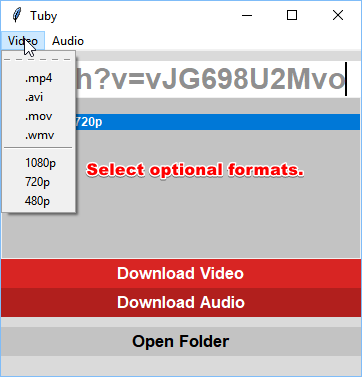 Tuby
Video Audio
h?v=vJG698U2Mvo
.mp4
720p
.avi
.mov
.wmv
1080p
Select optional formats.
720p
480p
Download Video
Download Audio
Open Folder